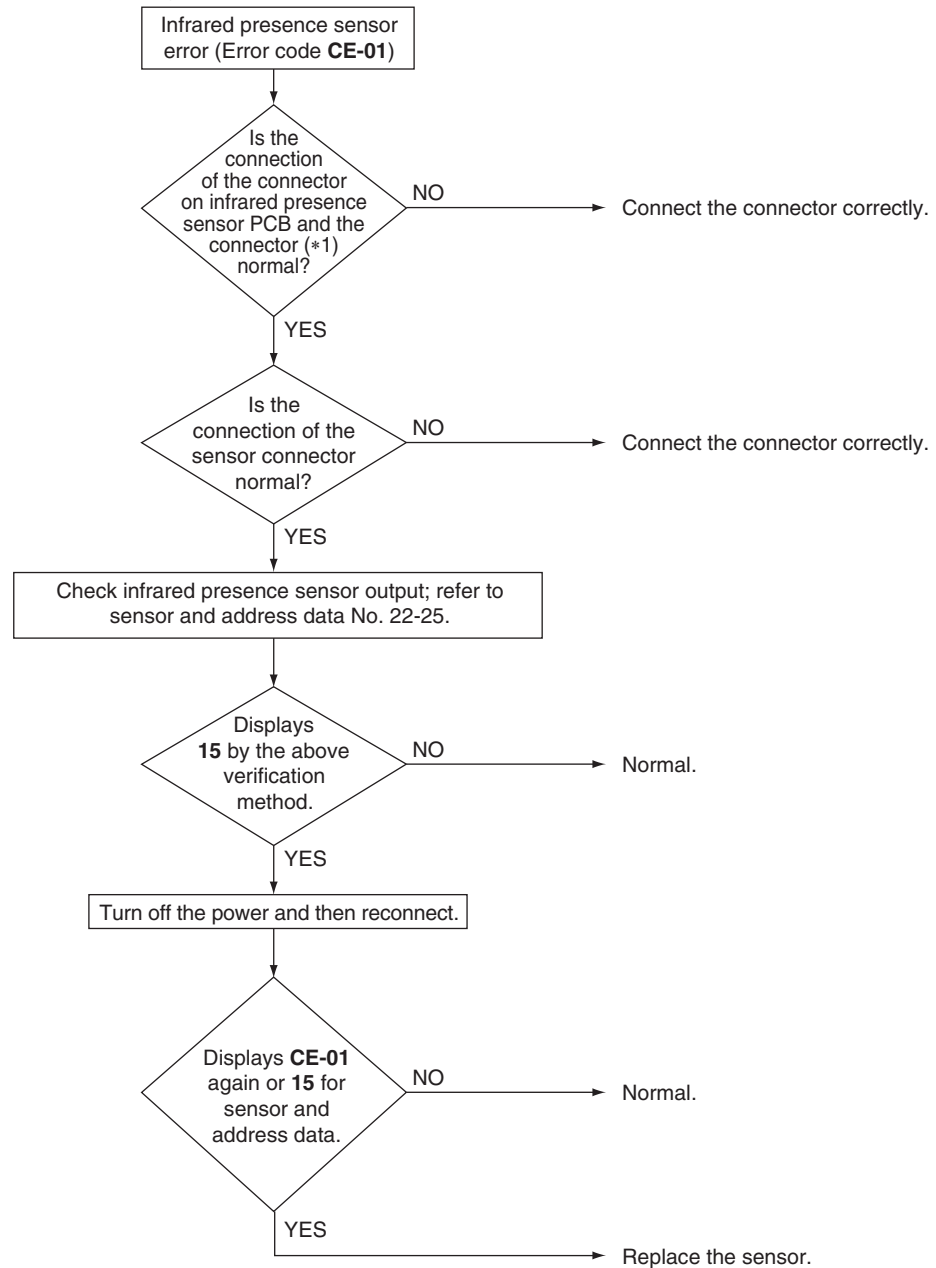 Infrared presence sensor
error (Error code CE-01)
Is the
connection
of the connector
on infrared presence
sensor PCB and the
connector (*1)
normal?
NO
Connect the connector correctly.
YES
Is the
connection of the
sensor connector
normal?
NO
Connect the connector correctly.
YES
Check infrared presence sensor output; refer to
sensor and address data No. 22-25.
Displays
15 by the above
verification
method.
NO
Normal.
YES
Turn off the power and then reconnect.
Displays CE-01
again or 15 for
sensor and
address data.
NO
Normal.
YES
Replace the sensor.